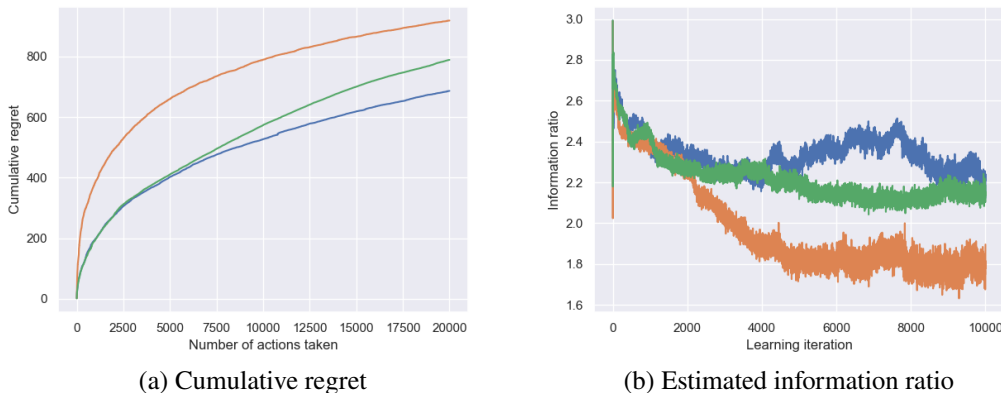 800
600
400
200
0
Cumulative regret
0 2500 5000 7500 10000 12500 15000 17500 20000
Number of actions taken
(a) Cumulative regret
3.0
2.8
2.6
2.4
2.2
2.0
1.8
1.6
Information ratio
0 2000 4000 6000 8000 10000
Learning iteration
(b) Estimated information ratio